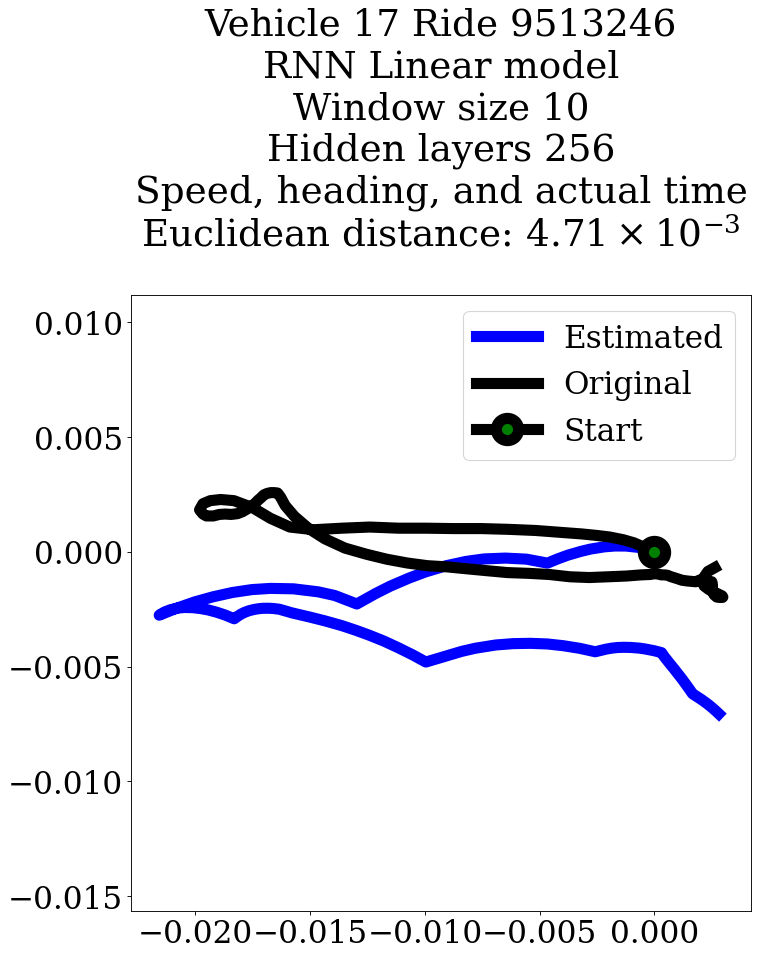 Vehicle 17 Ride 9513246
RNN Linear model
Window size 10
Hidden layers 256
Speed, heading, and actual time
Euclidean distance: 4.71 × 10⁻³
Estimated
Original
Start
0.010
0.005
0.000
−0.005
−0.010
−0.015
−0.020 −0.015 −0.010 −0.005 0.000